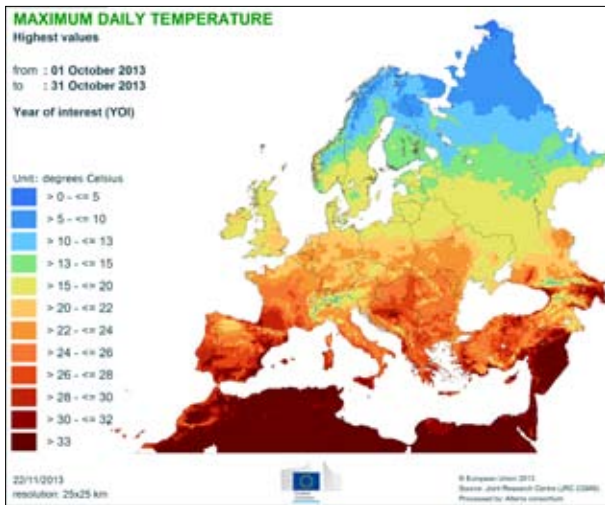 MAXIMUM DAILY TEMPERATURE
Highest values
from : 01 October 2013
to : 31 October 2013
Year of interest (YOI)
Unit: degrees Celsius
> 0 - <= 5
> 5 - <= 10
> 10 - <= 13
> 13 - <= 15
> 15 - <= 20
> 20 - <= 22
> 22 - <= 24
> 24 - <= 26
> 26 - <= 28
> 28 - <= 30
> 30 - <= 32
> 33
22/11/2013
resolution: 25x25 km
© European Union 2013
Source: Joint Research Centre (JRC
Processed by: Alterra consortium